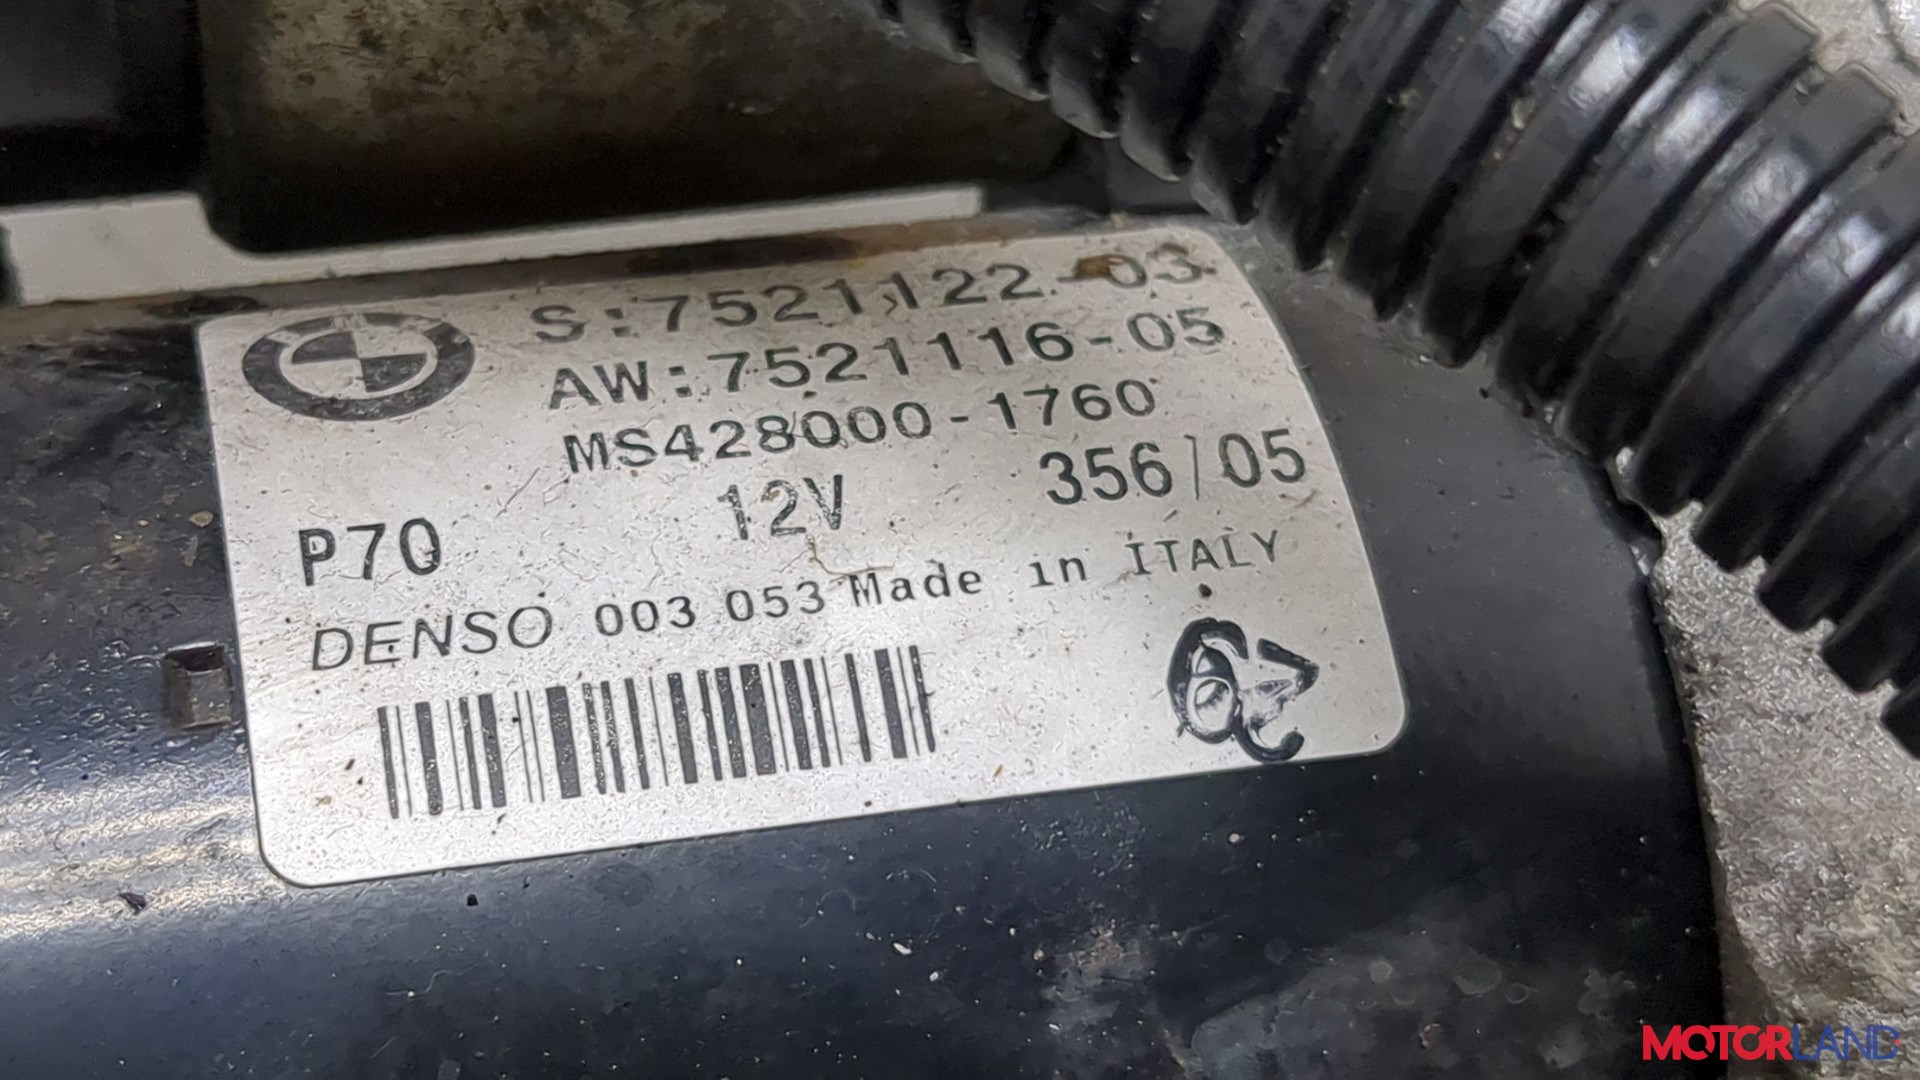 S:7521122-03
AW:7521116-05
MS428000-1760
12V 356/05
P70
DENSO 003 053 Made in ITALY
MOTORLAND